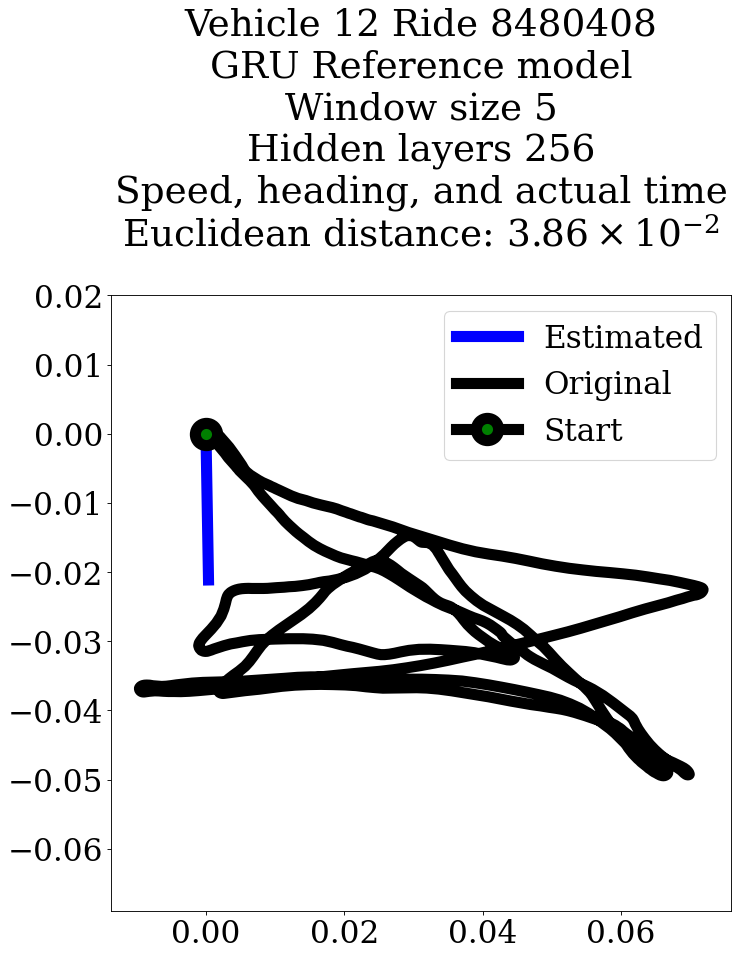 Vehicle 12 Ride 8480408
GRU Reference model
Window size 5
Hidden layers 256
Speed, heading, and actual time
Euclidean distance: 3.86 × 10⁻²
Estimated
Original
Start
0.02
0.01
0.00
−0.01
−0.02
−0.03
−0.04
−0.05
−0.06
0.00 0.02 0.04 0.06